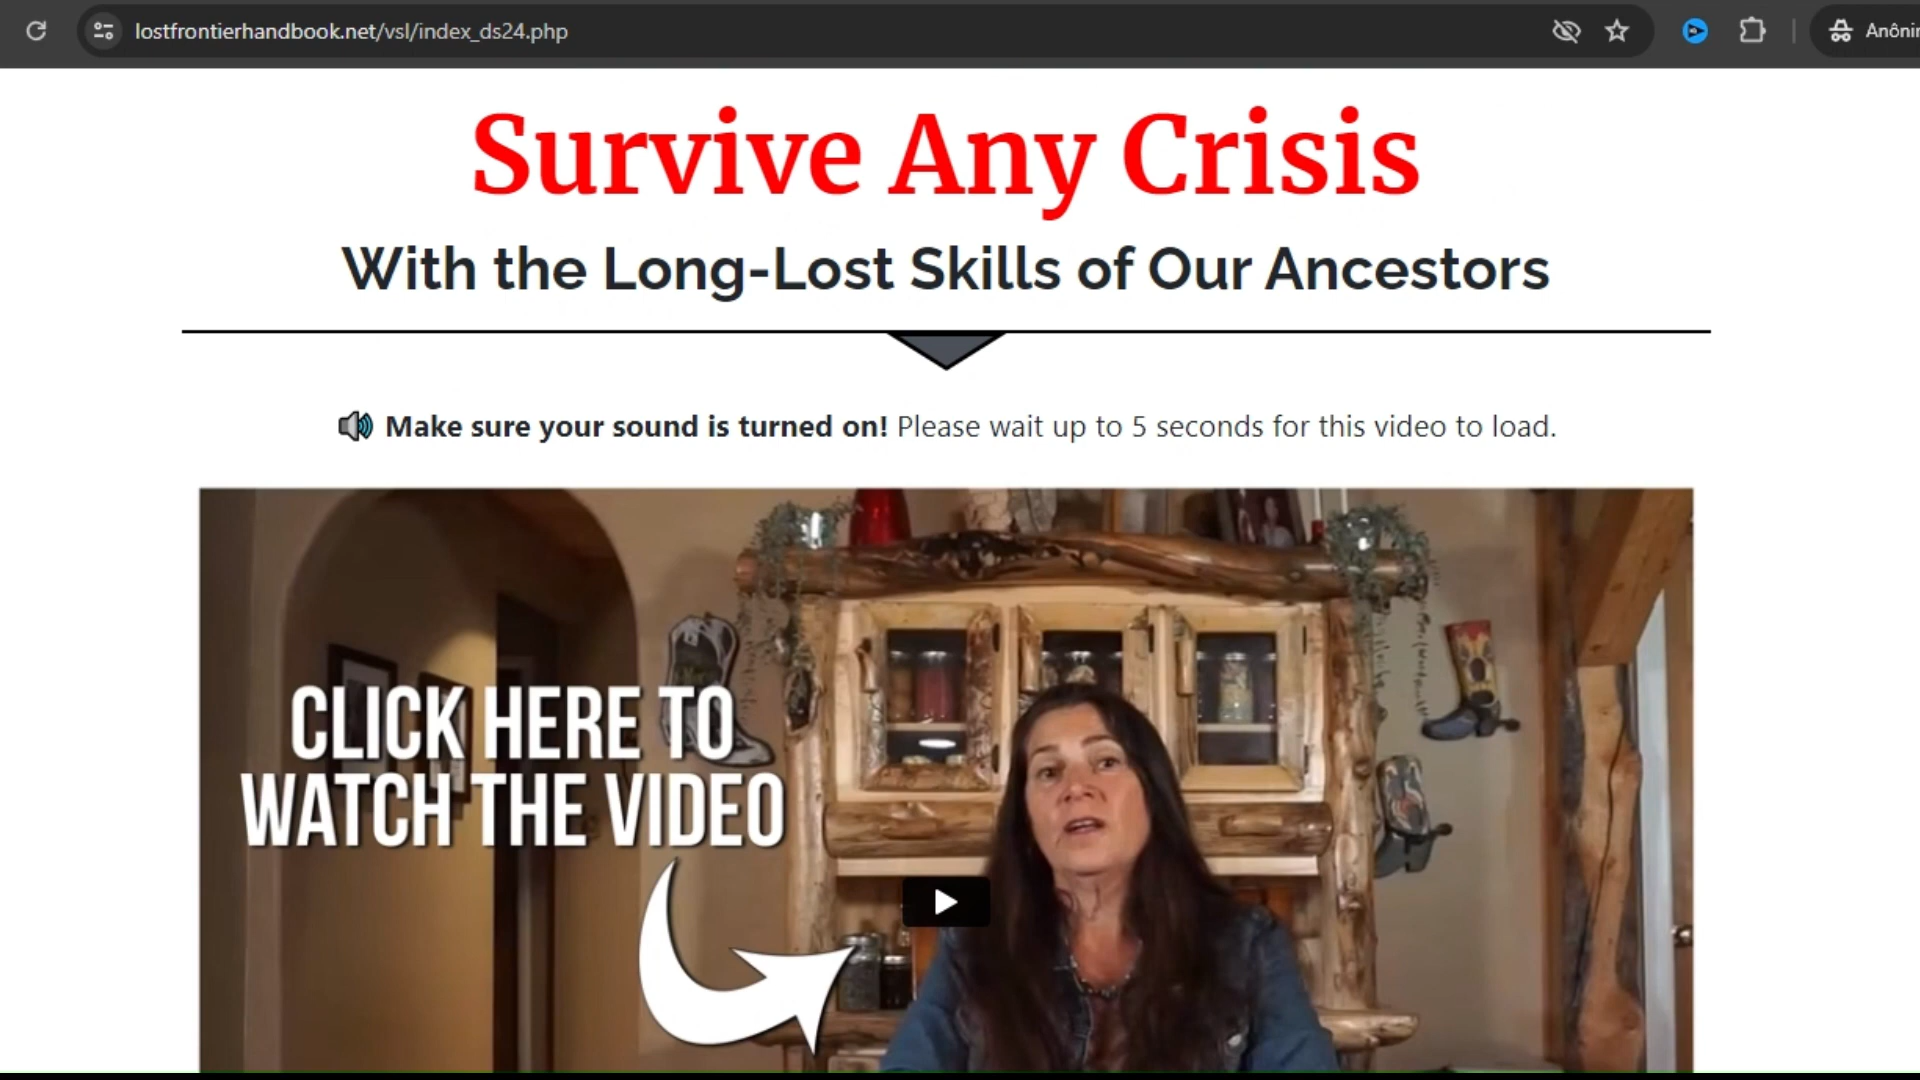 lostfrontierhandbook.net/vsl/index_ds24.php
Survive Any Crisis
With the Long-Lost Skills of Our Ancestors
Make sure your sound is turned on! Please wait up to 5 seconds for this video to load.
CLICK HERE TO
WATCH THE VIDEO